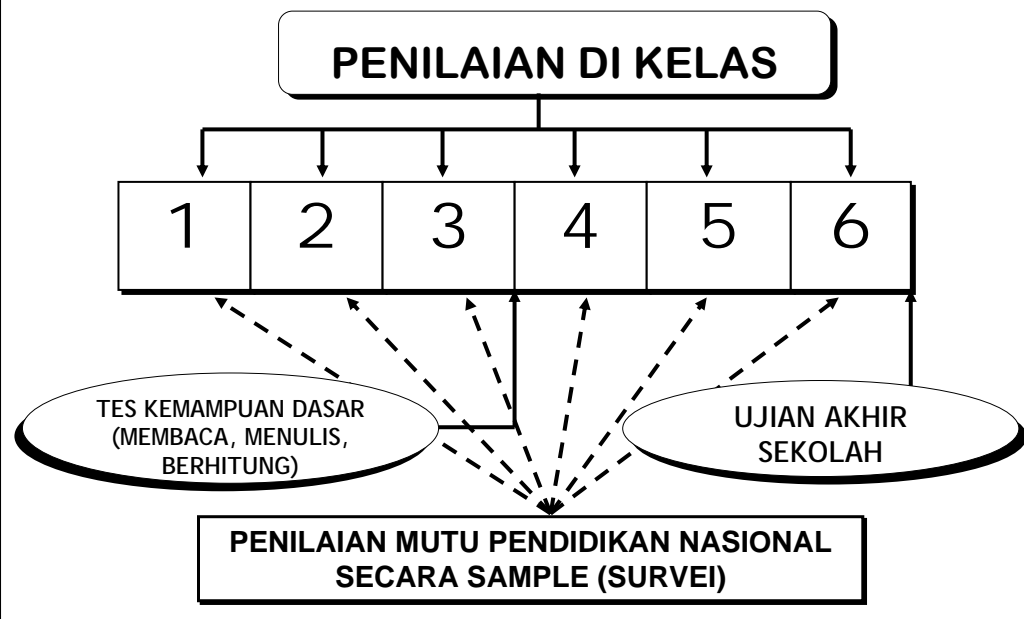 PENILAIAN DI KELAS
1 2 3 4 5 6
TES KEMAMPUAN DASAR
(MEMBACA, MENULIS,
BERHITUNG)
UJIAN AKHIR
SEKOLAH
PENILAIAN MUTU PENDIDIKAN NASIONAL
SECARA SAMPLE (SURVEI)